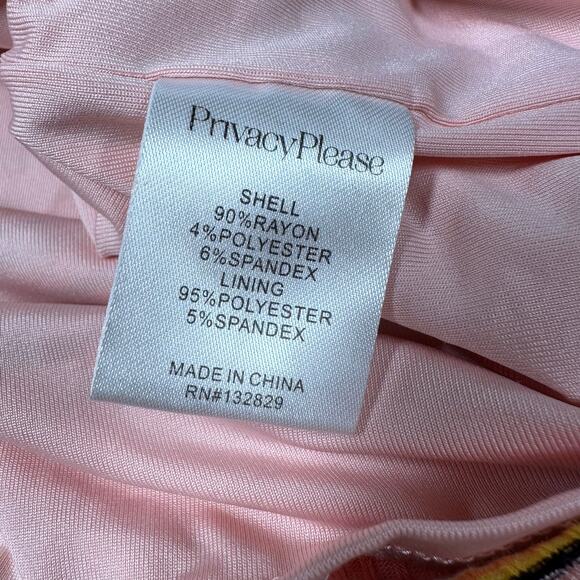 PrivacyPlease
SHELL
90%RAYON
4%POLYESTER
6%SPANDEX
LINING
95%POLYESTER
5%SPANDEX
MADE IN CHINA
RN#132829